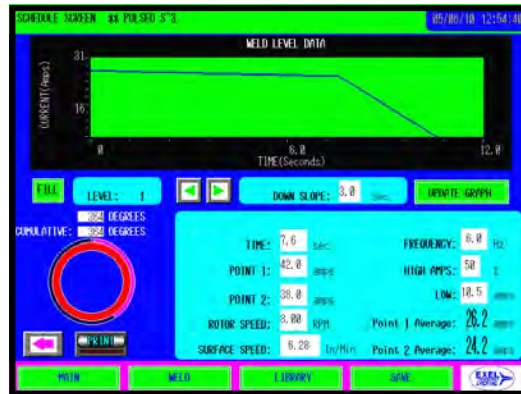 SCHEDULE SCREEN ** PULSED S~3.
05/06/10 12:54:40
WELD LEVEL DATA
CURRENT(Amps)
31
16
0 6.0 12.0
TIME(Seconds)
FILL
LEVEL: 1
DOWN SLOPE: 3.0 Sec.
UPDATE GRAPH
DEGREES
CUMULATIVE: DEGREES
TIME: 7.6 sec
POINT 1: 42.0 amps
POINT 2: 38.0 amps
ROTOR SPEED: 8.00 RPM
SURFACE SPEED: 6.28 In/Min
FREQUENCY: 6.0 Hz
HIGH AMPS: 50 %
LOW: 10.5 amps
Point 1 Average: 26.2 amps
Point 2 Average: 24.2 amps
PRINT
MAIN
WELD
LIBRARY
SAVE
EXEL